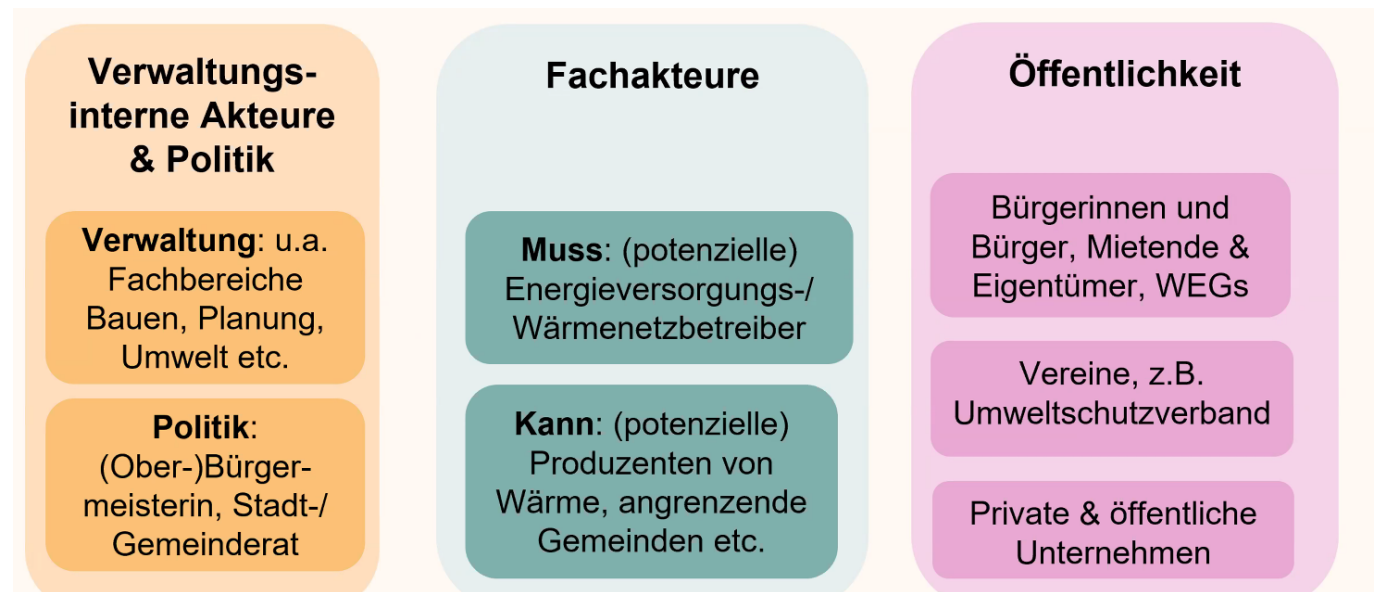 Verwaltungs-
interne Akteure
& Politik
Verwaltung: u.a.
Fachbereiche
Bauen, Planung,
Umwelt etc.
Politik:
(Ober-)Bürger-
meisterin, Stadt-/
Gemeinderat
Fachakteure
Muss: (potenzielle)
Energieversorgungs-/
Wärmenetzbetreiber
Kann: (potenzielle)
Produzenten von
Wärme, angrenzende
Gemeinden etc.
Öffentlichkeit
Bürgerinnen und
Bürger, Mietende &
Eigentümer, WEGs
Vereine, z.B.
Umweltschutzverband
Private & öffentliche
Unternehmen